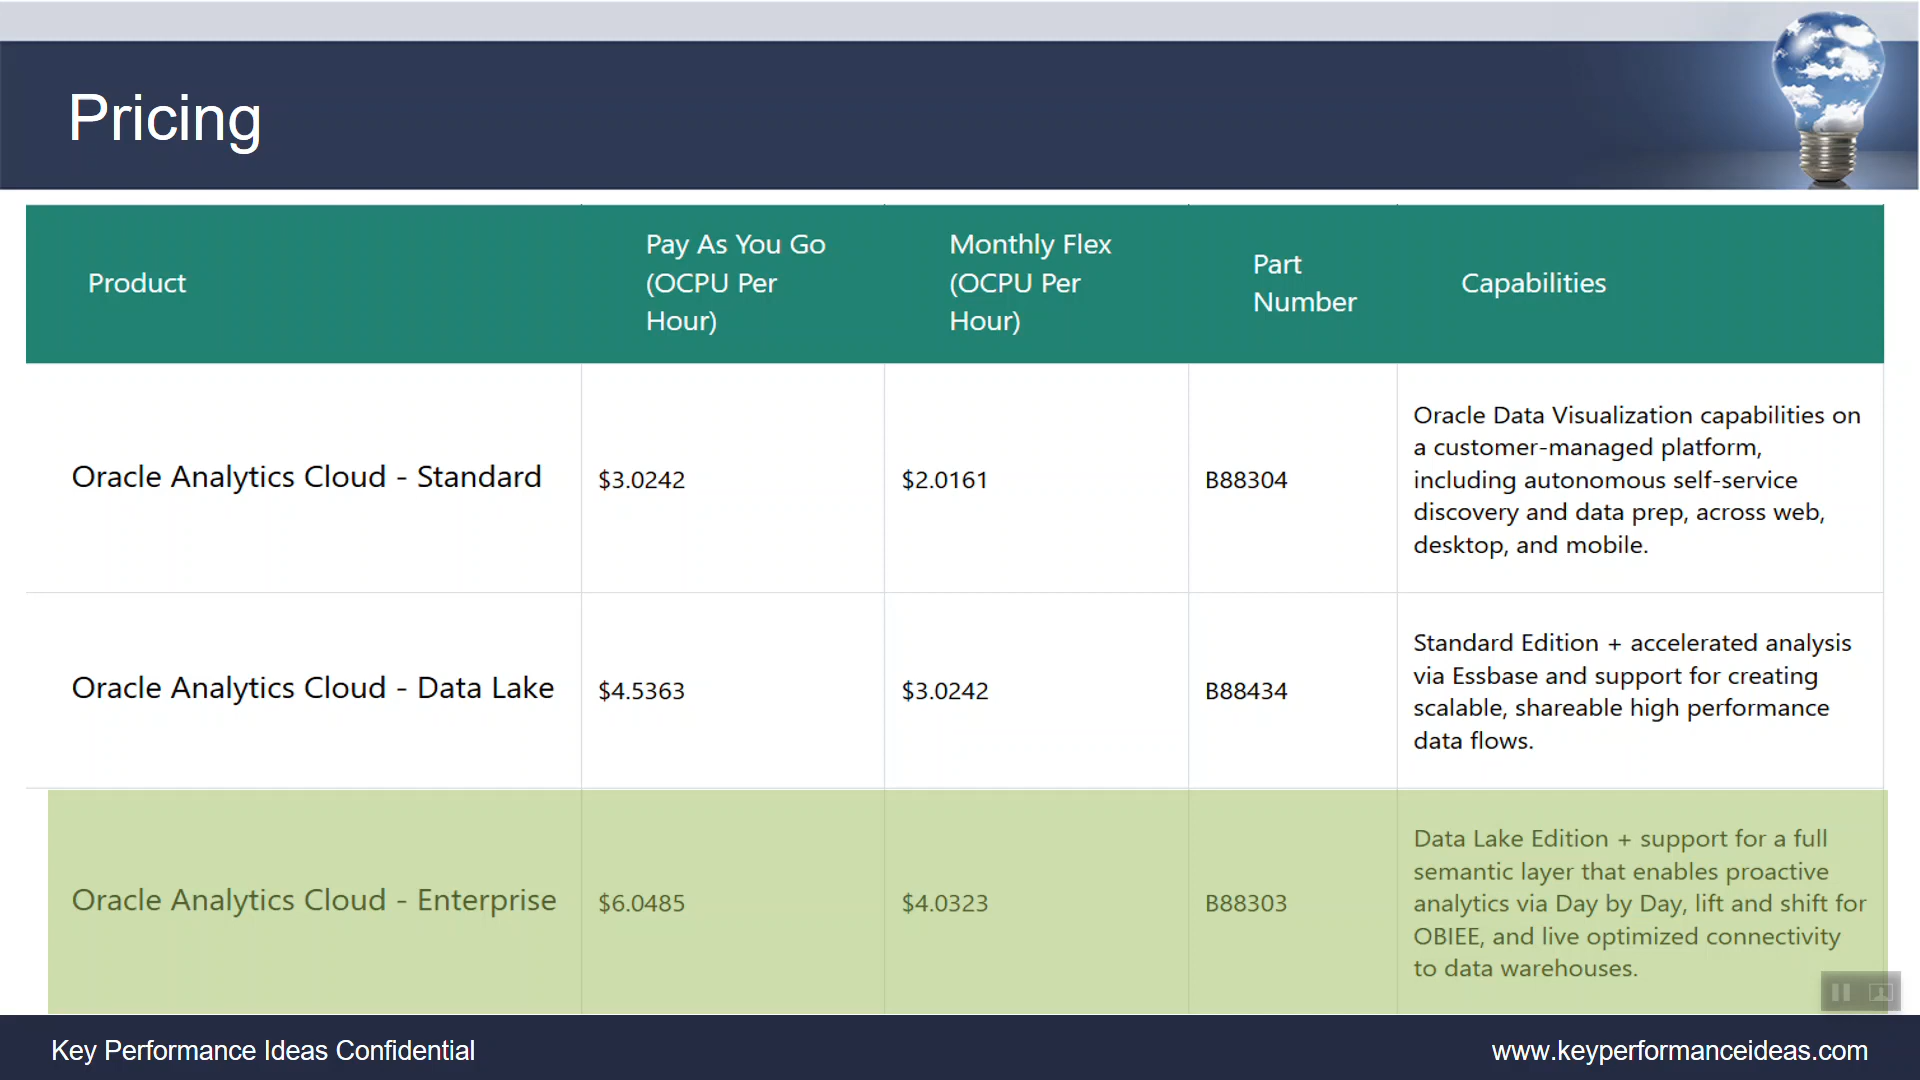 Pricing
Product
Pay As You Go
(OCPU Per
Hour)
Monthly Flex
(OCPU Per
Hour)
Part
Number
Capabilities
Oracle Analytics Cloud - Standard
$3.0242
$2.0161
B88304
Oracle Data Visualization capabilities on
a customer-managed platform,
including autonomous self-service
discovery and data prep, across web,
desktop, and mobile.
Oracle Analytics Cloud - Data Lake
$4.5363
$3.0242
B88434
Standard Edition + accelerated analysis
via Essbase and support for creating
scalable, shareable high performance
data flows.
Oracle Analytics Cloud - Enterprise
$6.0485
$4.0323
B88303
Data Lake Edition + support for a full
semantic layer that enables proactive
analytics via Day by Day, lift and shift for
OBIEE, and live optimized connectivity
to data warehouses.
Key Performance Ideas Confidential
www.keyperformanceideas.com